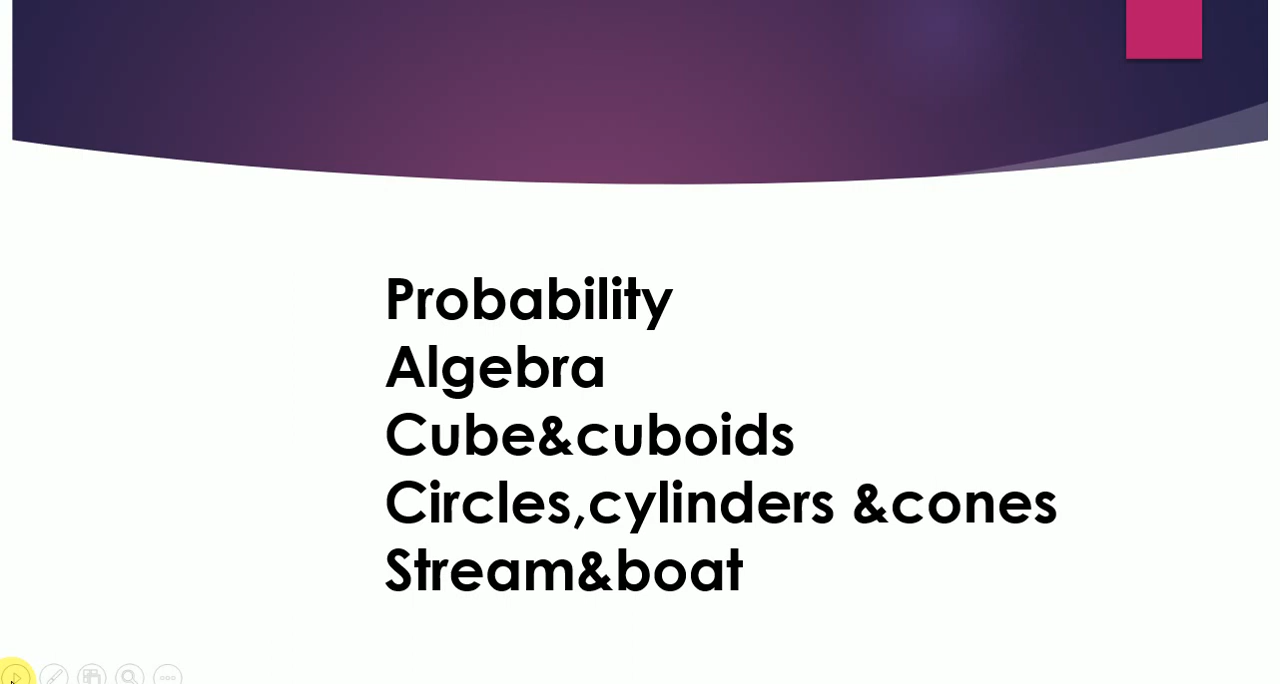 Probability
Algebra
Cube&cuboids
Circles,cylinders &cones
Stream&boat